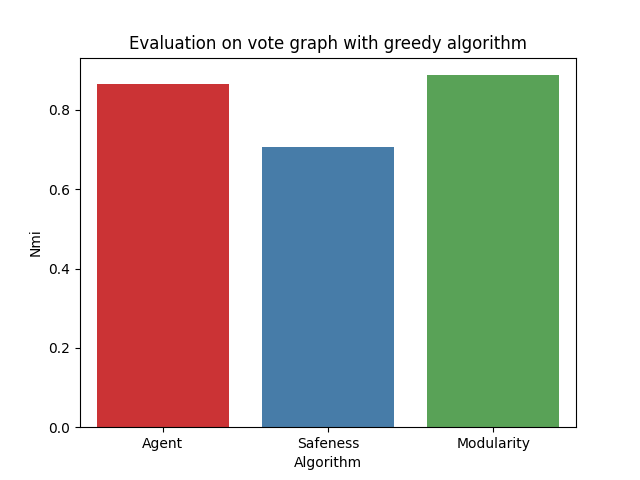 Evaluation on vote graph with greedy algorithm
0.8
0.6
0.4
0.2
0.0
Nmi
Agent
Safeness
Modularity
Algorithm